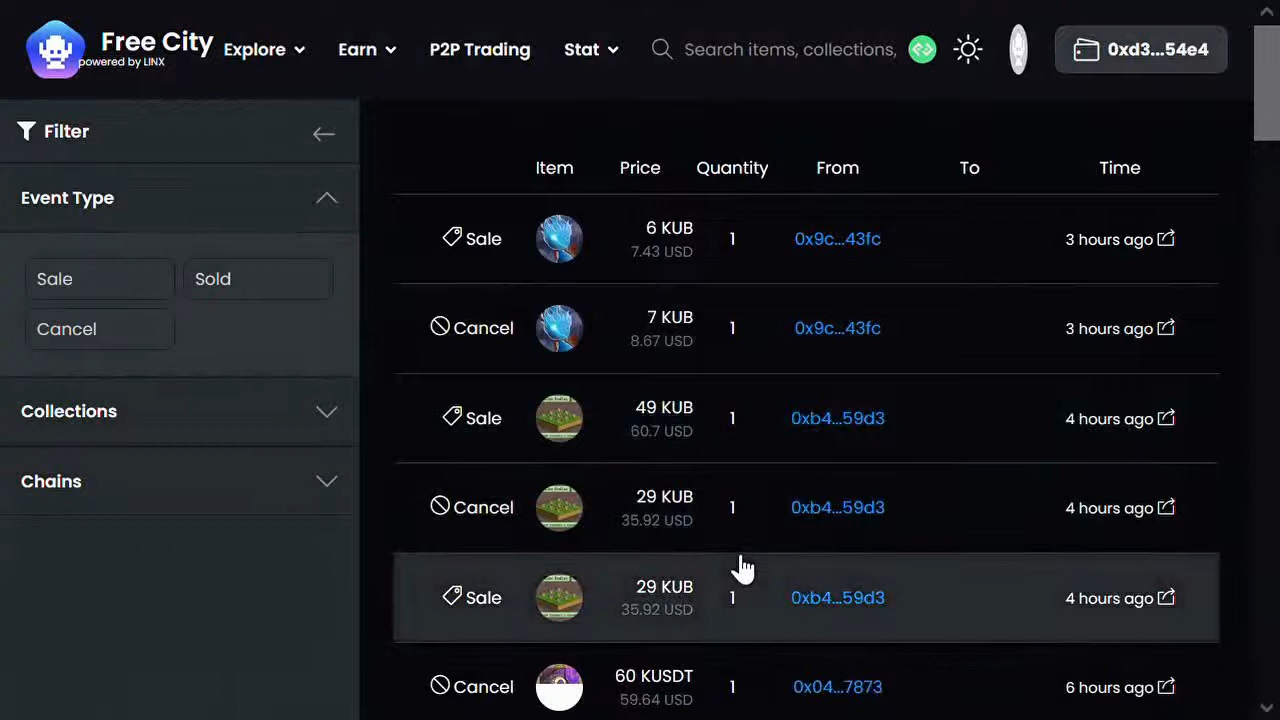 Free City
powered by LINX
Explore
Earn
P2P Trading
Stat
Search items, collections,
0xd3...54e4
Filter
Event Type
Sale
Sold
Cancel
Collections
Chains
Item Price Quantity From To Time
Sale 6 KUB 7.43 USD 1 0x9c...43fc 3 hours ago
Cancel 7 KUB 8.67 USD 1 0x9c...43fc 3 hours ago
Sale 49 KUB 60.7 USD 1 0xb4...59d3 4 hours ago
Cancel 29 KUB 35.92 USD 1 0xb4...59d3 4 hours ago
Sale 29 KUB 35.92 USD 1 0xb4...59d3 4 hours ago
Cancel 60 KUSDT 59.64 USD 1 0x04...7873 6 hours ago